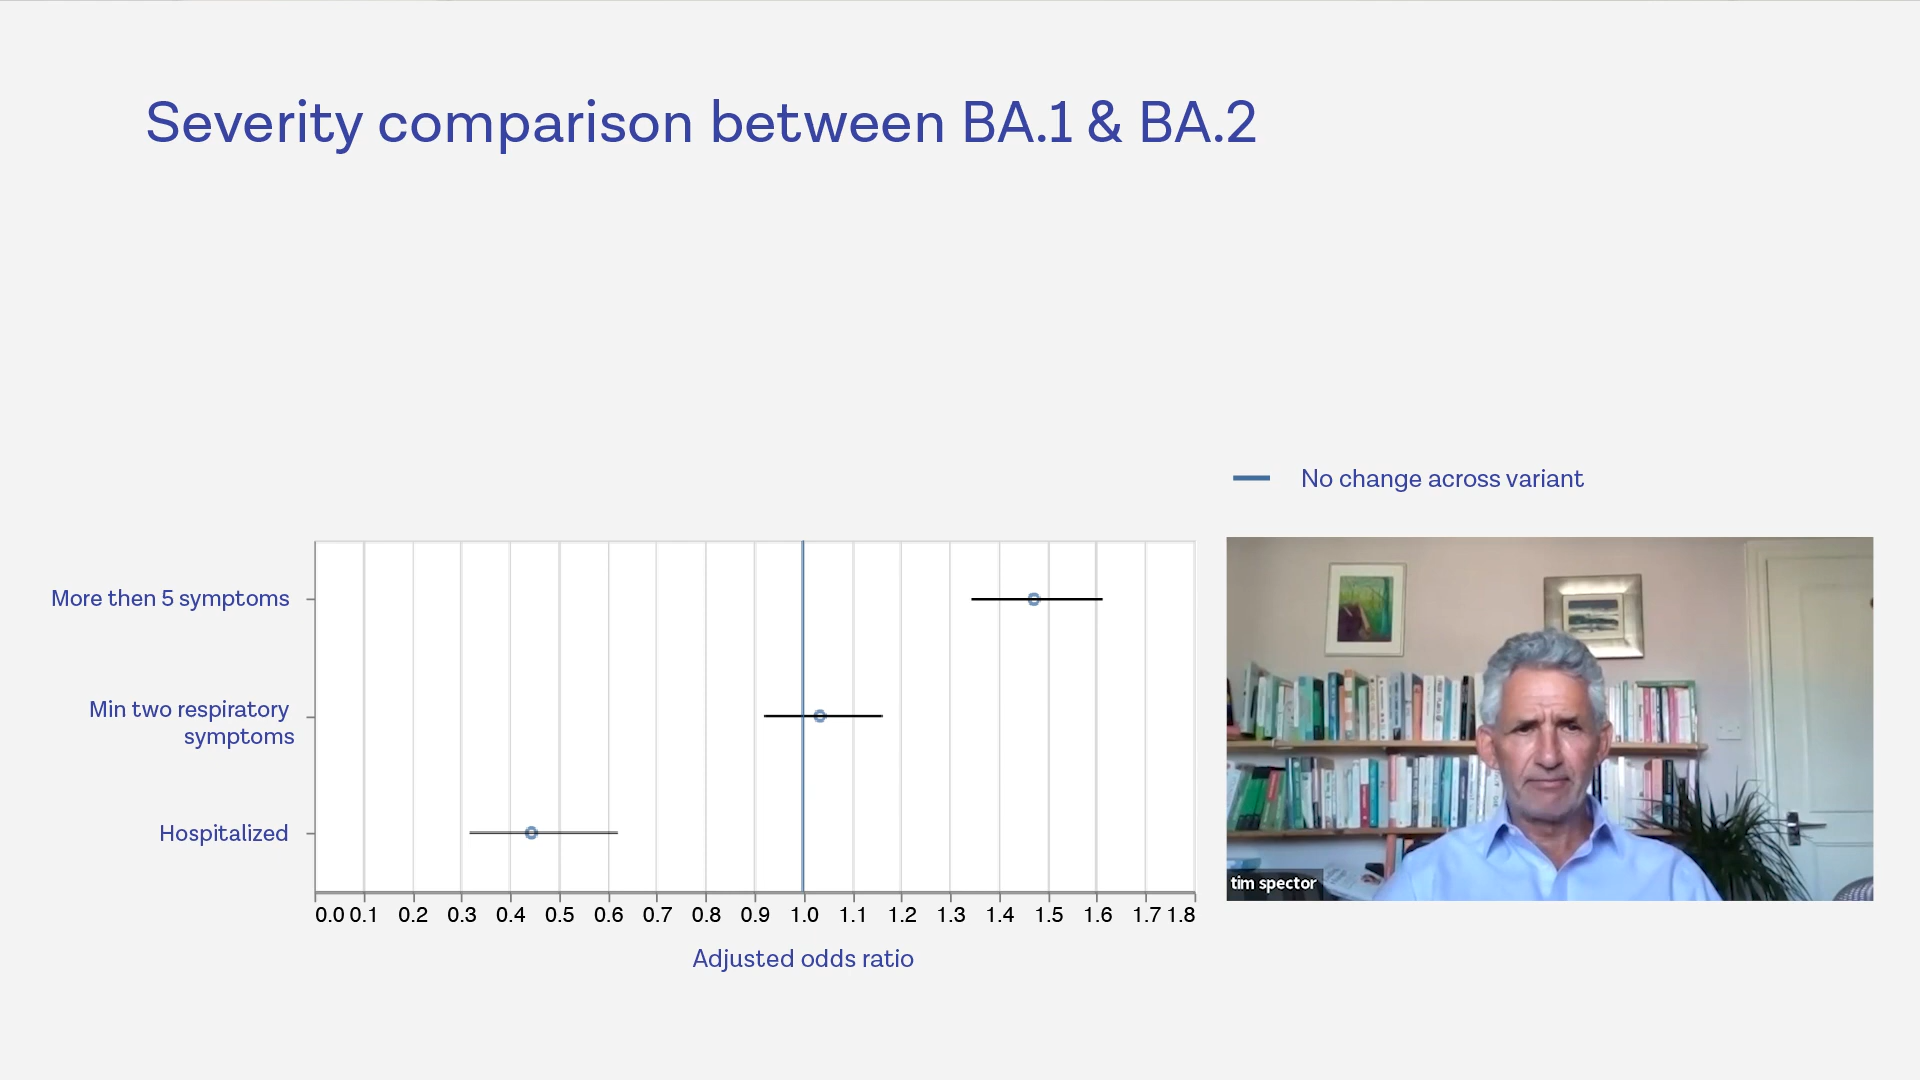 Severity comparison between BA.1 & BA.2
No change across variant
More then 5 symptoms
Min two respiratory
symptoms
Hospitalized
0.0 0.1 0.2 0.3 0.4 0.5 0.6 0.7 0.8 0.9 1.0 1.1 1.2 1.3 1.4 1.5 1.6 1.7 1.8
Adjusted odds ratio
tim spector